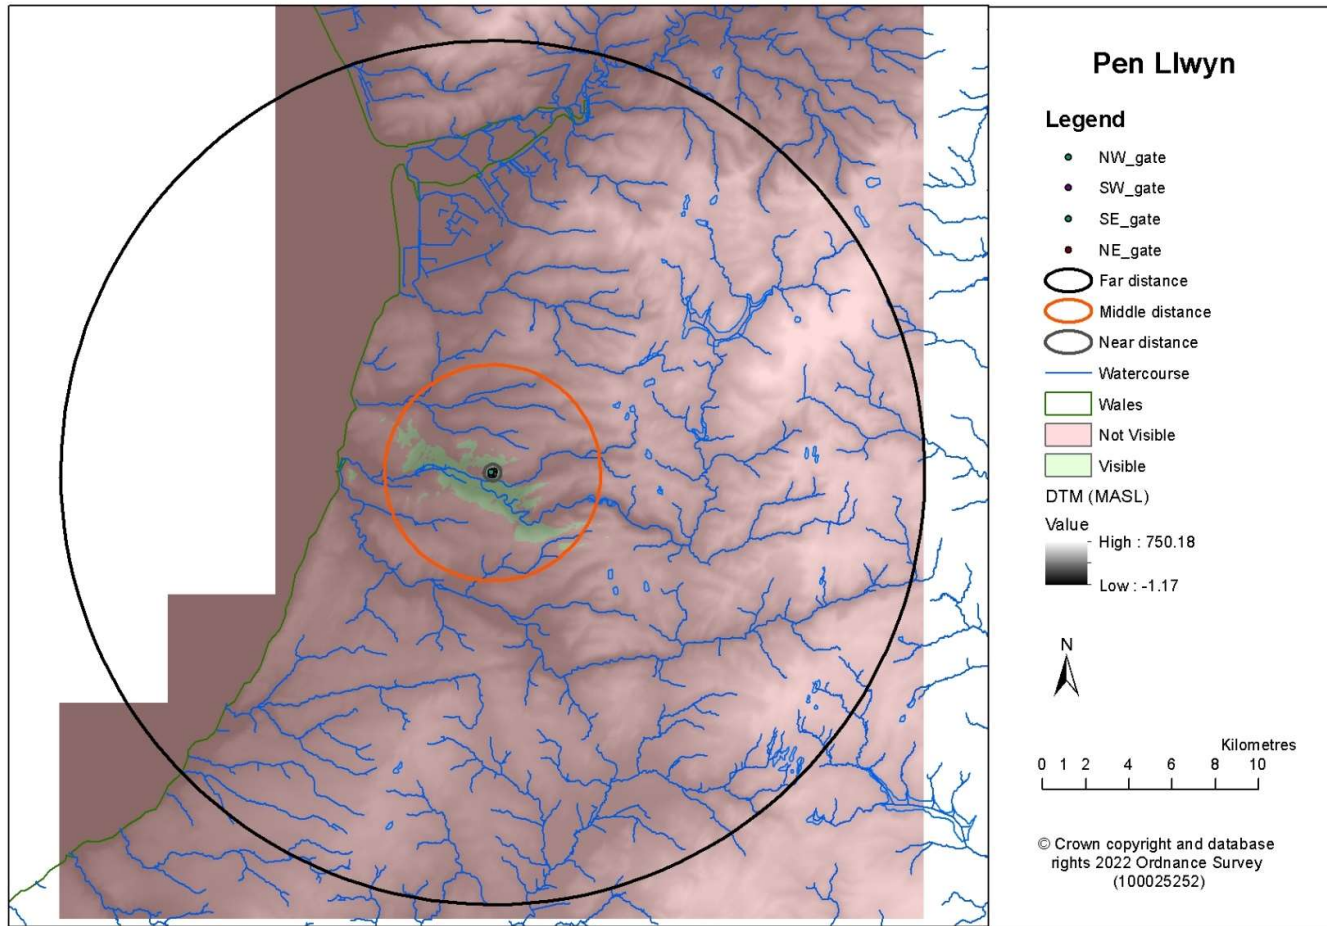 Pen Llwyn
Legend
NW_gate
SW_gate
SE_gate
NE_gate
Far distance
Middle distance
Near distance
Watercourse
Wales
Not Visible
Visible
DTM (MASL)
Value
High : 750.18
Low : -1.17
N
Kilometres
0 1 2 4 6 8 10
© Crown copyright and database
rights 2022 Ordnance Survey
(100025252)